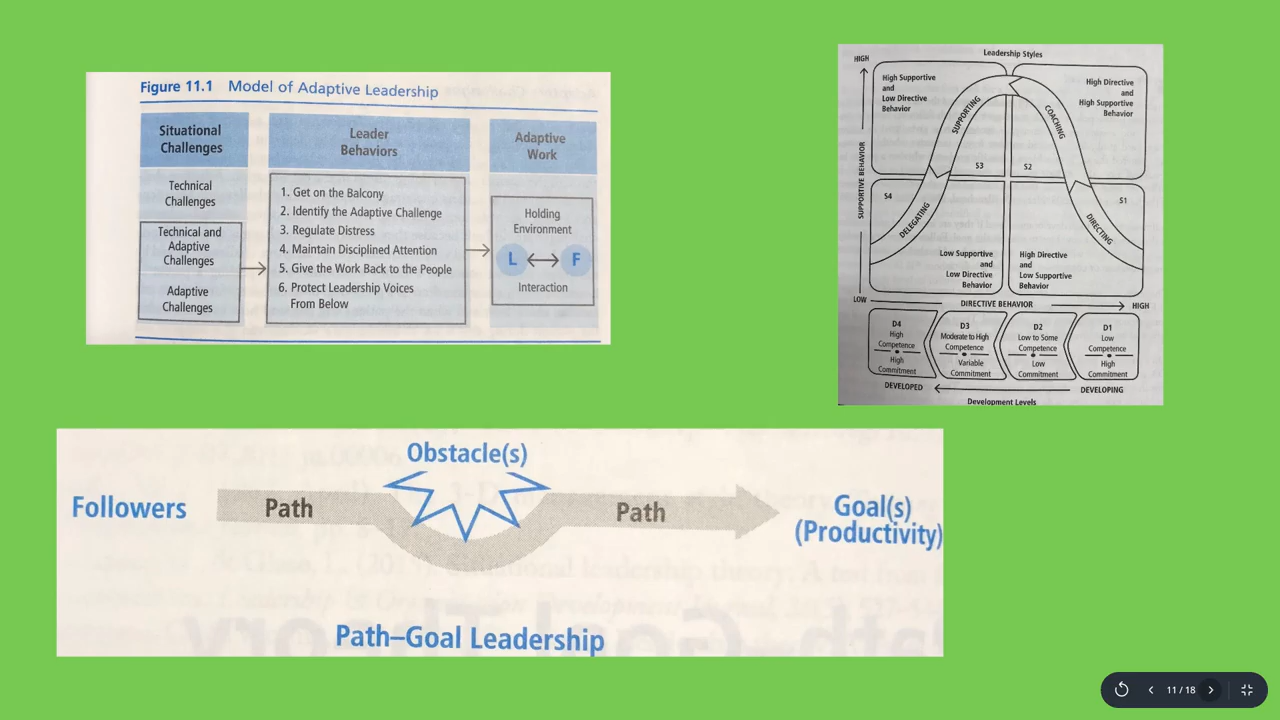 Figure 11.1 Model of Adaptive Leadership
Situational
Challenges
Leader
Behaviors
Adaptive
Work
Technical
Challenges
Technical and
Adaptive
Challenges
Adaptive
Challenges
1. Get on the Balcony
2. Identify the Adaptive Challenge
3. Regulate Distress
4. Maintain Disciplined Attention
5. Give the Work Back to the People
6. Protect Leadership Voices
From Below
Holding
Environment
L F
Interaction
Leadership Styles
HIGH
SUPPORTIVE BEHAVIOR
LOW
High Supportive
and
Low Directive
Behavior
High Directive
and
High Supportive
Behavior
SUPPORTING
COACHING
S3
S2
S4
S1
DELEGATING
DIRECTING
Low Supportive
and
Low Directive
Behavior
High Directive
and
Low Supportive
Behavior
DIRECTIVE BEHAVIOR
HIGH
D4
High
Competence
High
Commitment
D3
Moderate to High
Competence
Variable
Commitment
D2
Low to Some
Competence
Low
Commitment
D1
Low
Competence
High
Commitment
DEVELOPED
DEVELOPING
Development Levels
Obstacle(s)
Followers
Path
Path
Goal(s)
(Productivity)
Path–Goal Leadership
11 / 18